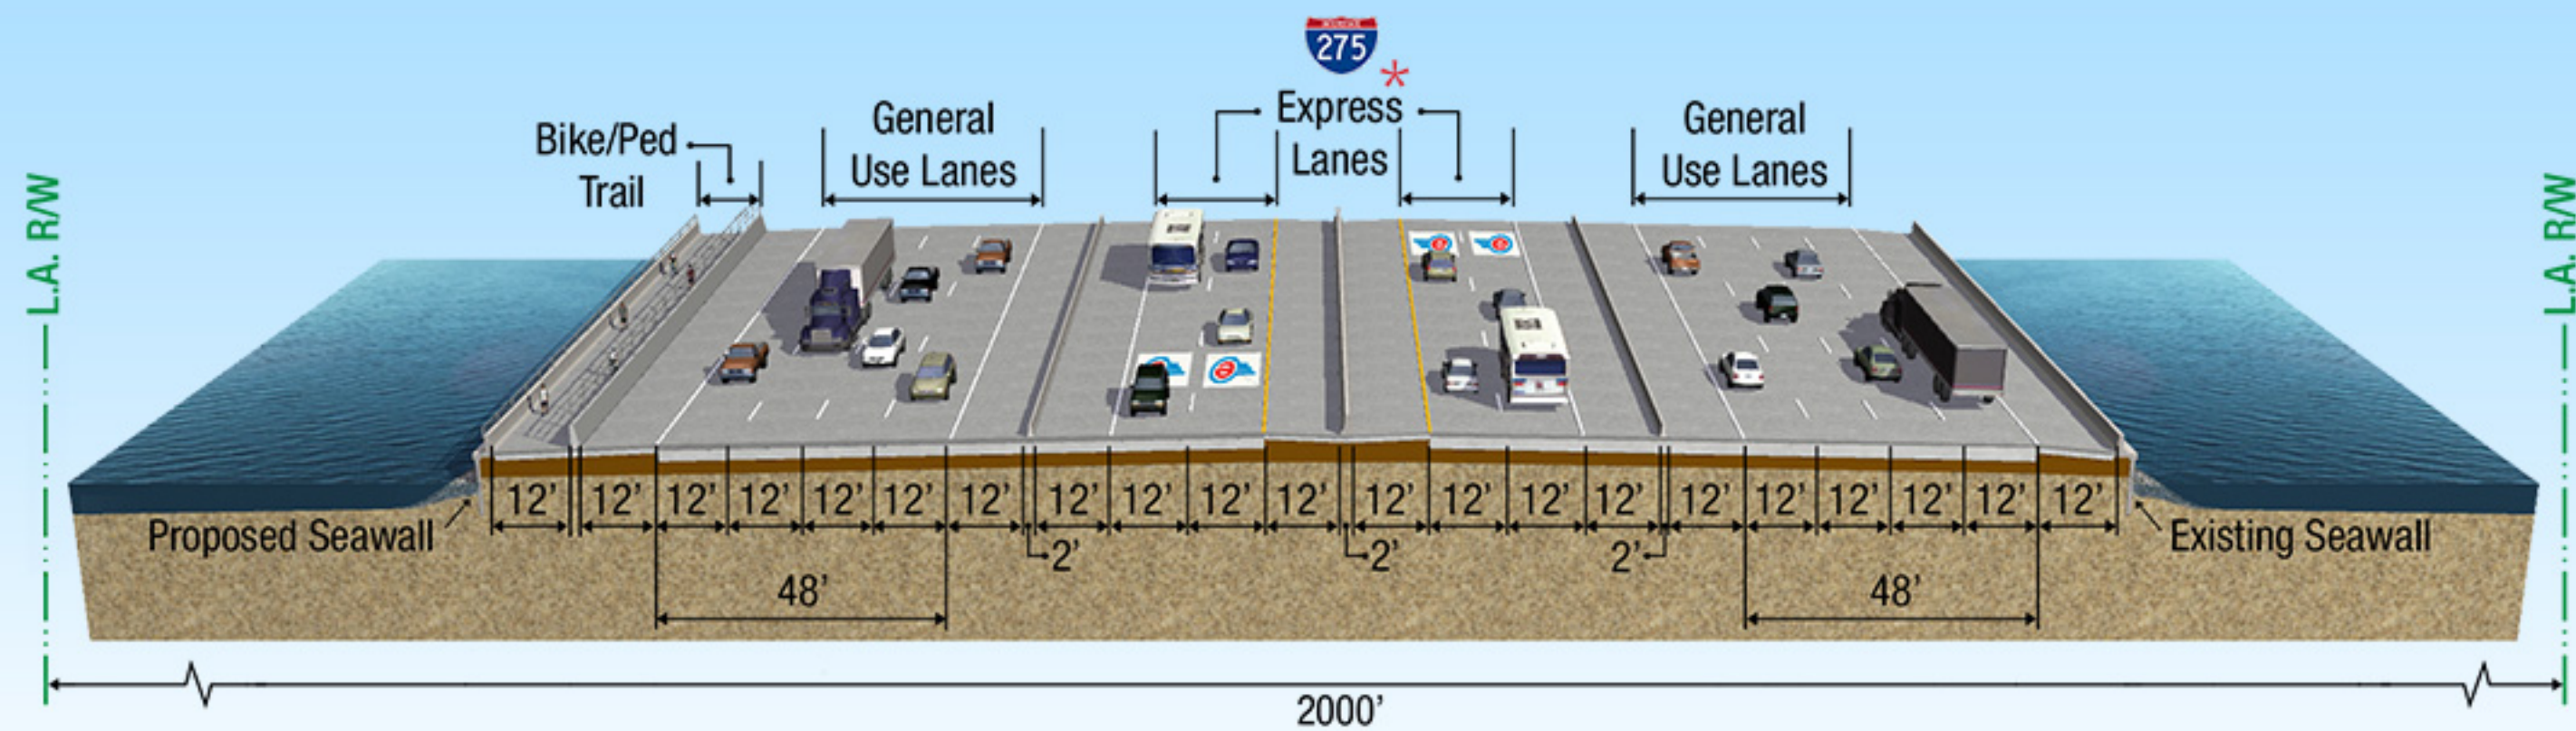 275
*
Bike/Ped
Trail
General
Use Lanes
Express
Lanes
General
Use Lanes
L.A. R/W
L.A. R/W
e
e
e
12' 12' 12' 12' 12' 12' 12' 12' 12' 12' 12' 12' 12' 12' 12' 12' 12' 12' 12' 12' 12'
Proposed Seawall
Existing Seawall
2' 2' 2'
48' 48'
2000'